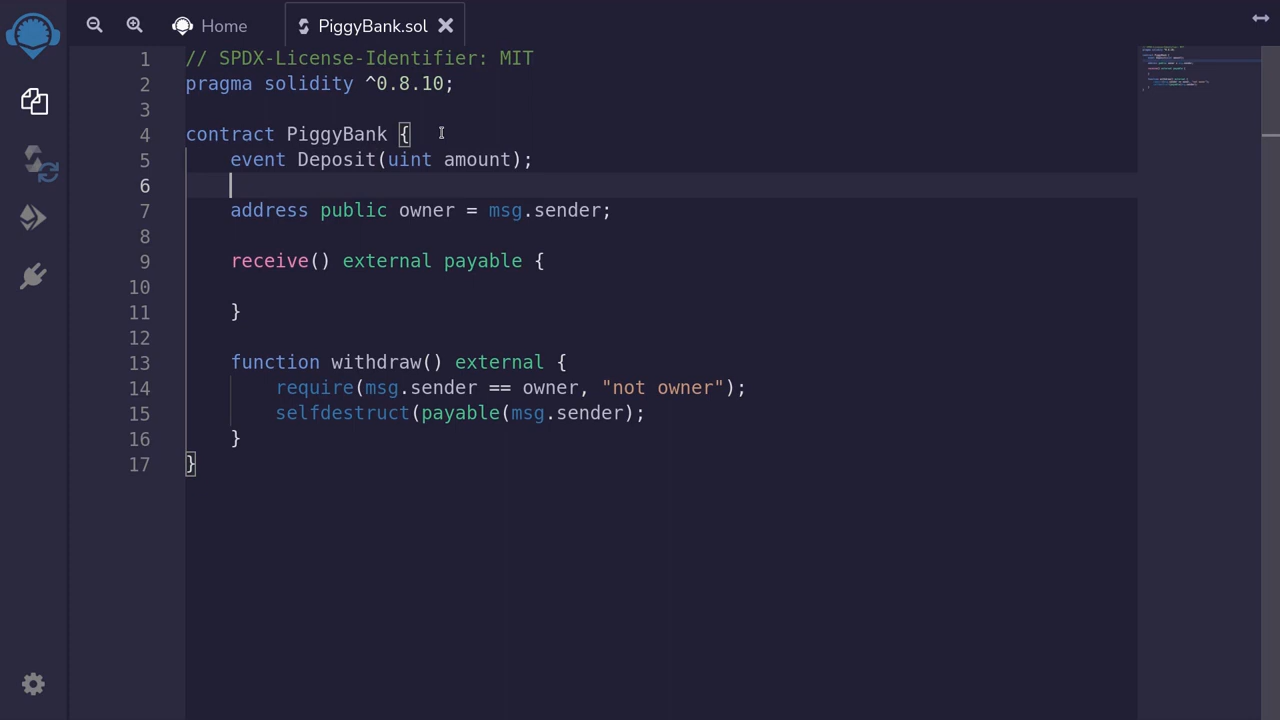 Home
PiggyBank.sol
1 // SPDX-License-Identifier: MIT
2 pragma solidity ^0.8.10;
3
4 contract PiggyBank {
5     event Deposit(uint amount);
6
7     address public owner = msg.sender;
8
9     receive() external payable {
10
11     }
12
13     function withdraw() external {
14         require(msg.sender == owner, "not owner");
15         selfdestruct(payable(msg.sender);
16     }
17 }